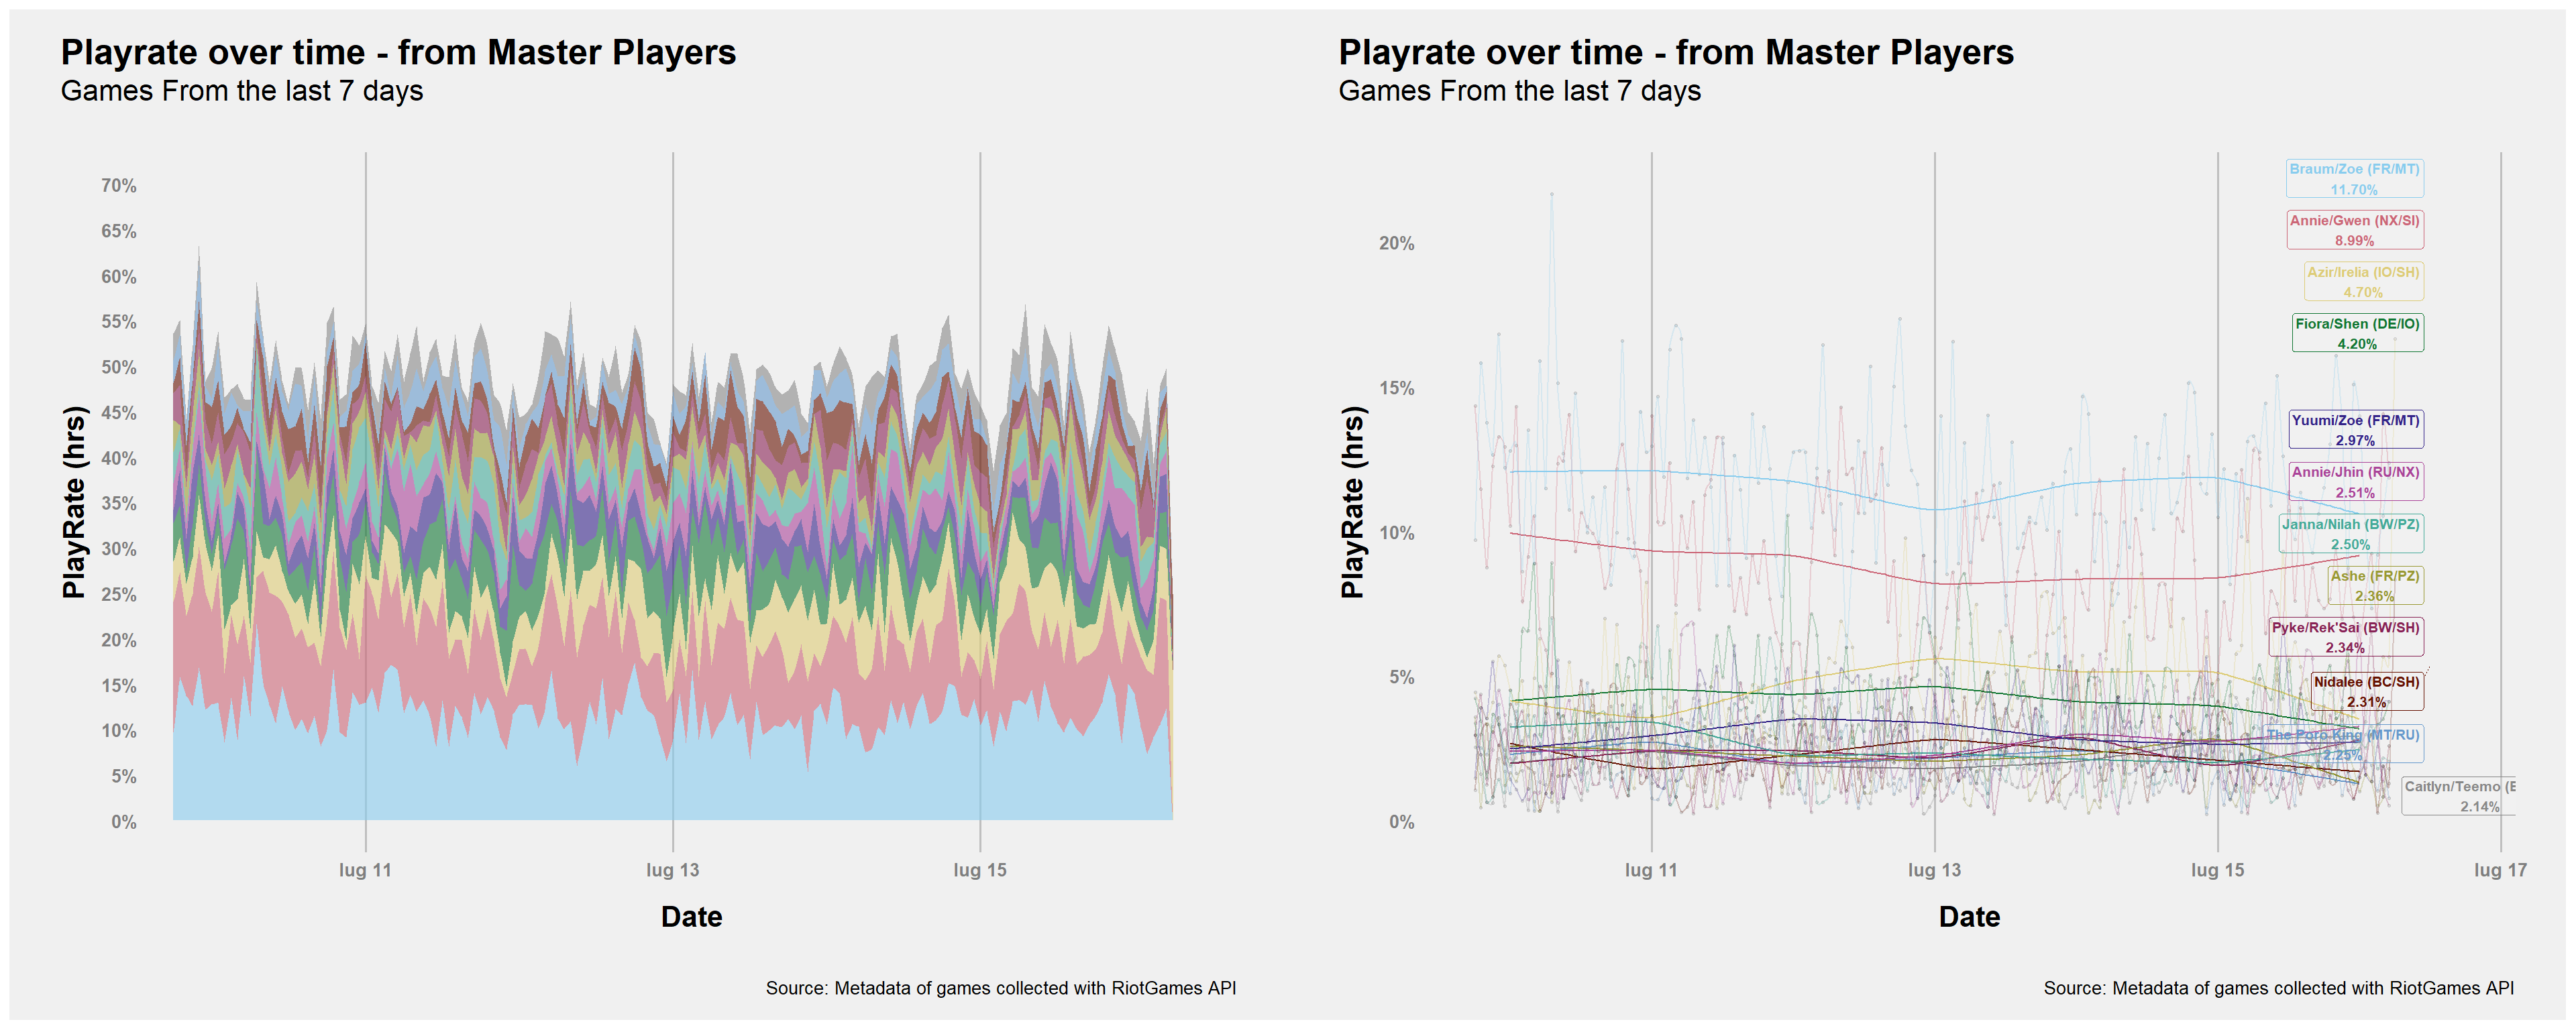 Playrate over time - from Master Players
Games From the last 7 days
70%
65%
60%
55%
50%
45%
40%
35%
30%
25%
20%
15%
10%
5%
0%
PlayRate (hrs)
lug 11
lug 13
lug 15
Date
Source: Metadata of games collected with RiotGames API
Playrate over time - from Master Players
Games From the last 7 days
20%
15%
10%
5%
0%
PlayRate (hrs)
Braum/Zoe (FR/MT)
11.70%
Annie/Gwen (NX/SI)
8.99%
Azir/Irelia (IO/SH)
4.70%
Fiora/Shen (DE/IO)
4.20%
Yuumi/Zoe (FR/MT)
2.97%
Annie/Jhin (RU/NX)
2.51%
Janna/Nilah (BW/PZ)
2.50%
Ashe (FR/PZ)
2.36%
Pyke/Rek'Sai (BW/SH)
2.34%
Nidalee (BC/SH)
2.31%
The Poro King (MT/RU)
2.25%
Caitlyn/Teemo (
2.14%
lug 11
lug 13
lug 15
lug 17
Date
Source: Metadata of games collected with RiotGames API